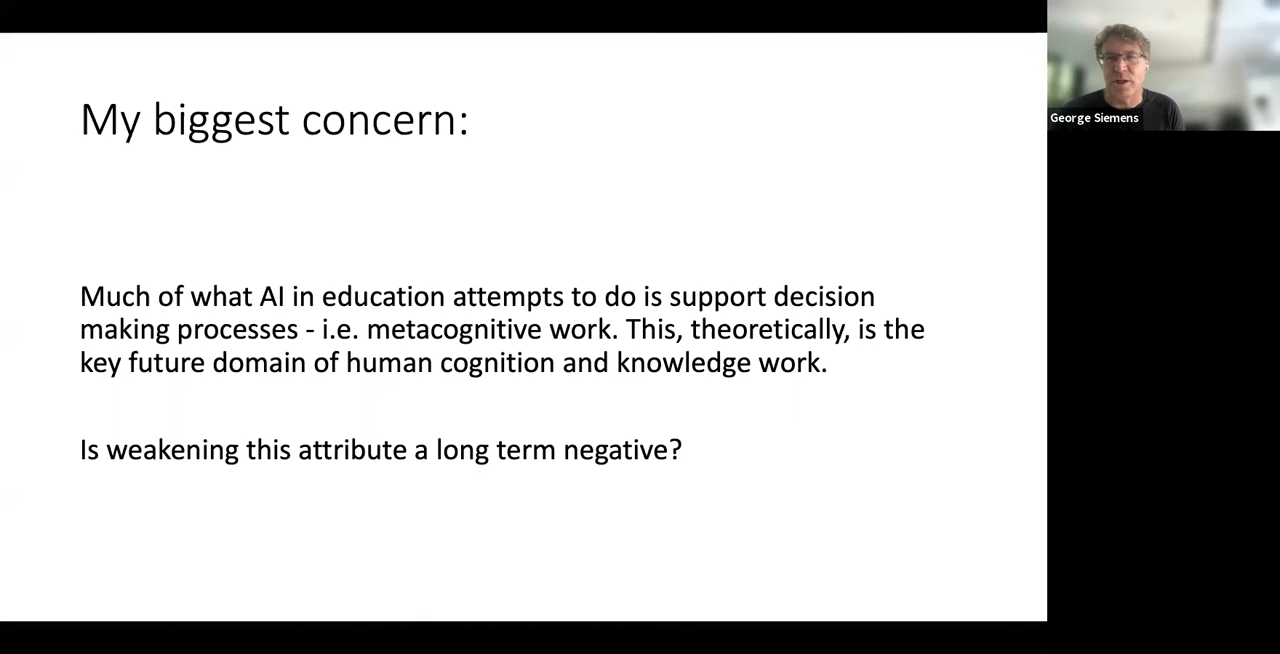 My biggest concern:
Much of what AI in education attempts to do is support decision
making processes - i.e. metacognitive work. This, theoretically, is the
key future domain of human cognition and knowledge work.
Is weakening this attribute a long term negative?
George Siemens